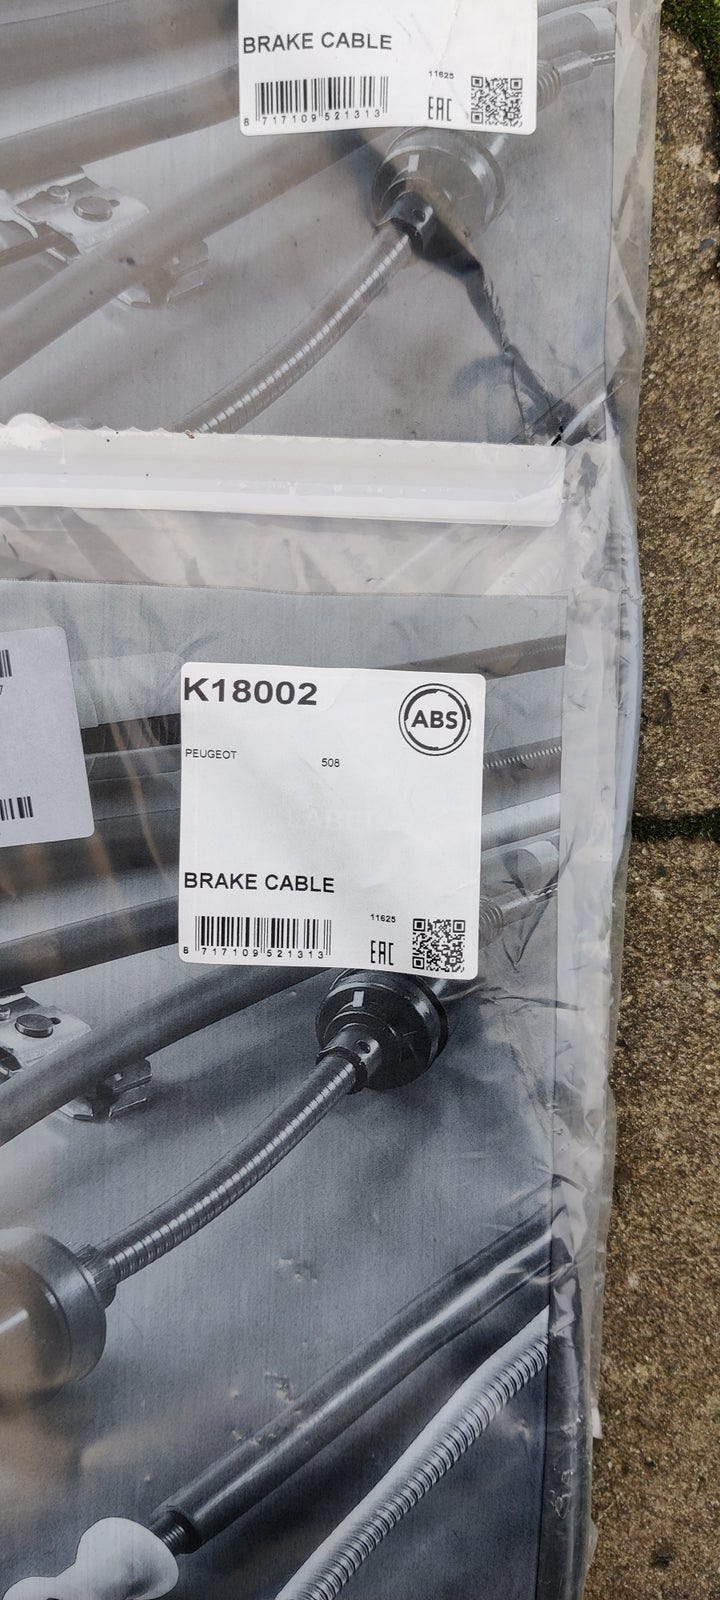 BRAKE CABLE
11625
8 717109 521313
EAC
K18002
ABS
PEUGEOT 508
BRAKE CABLE
11625
8 717109 521313
EAC